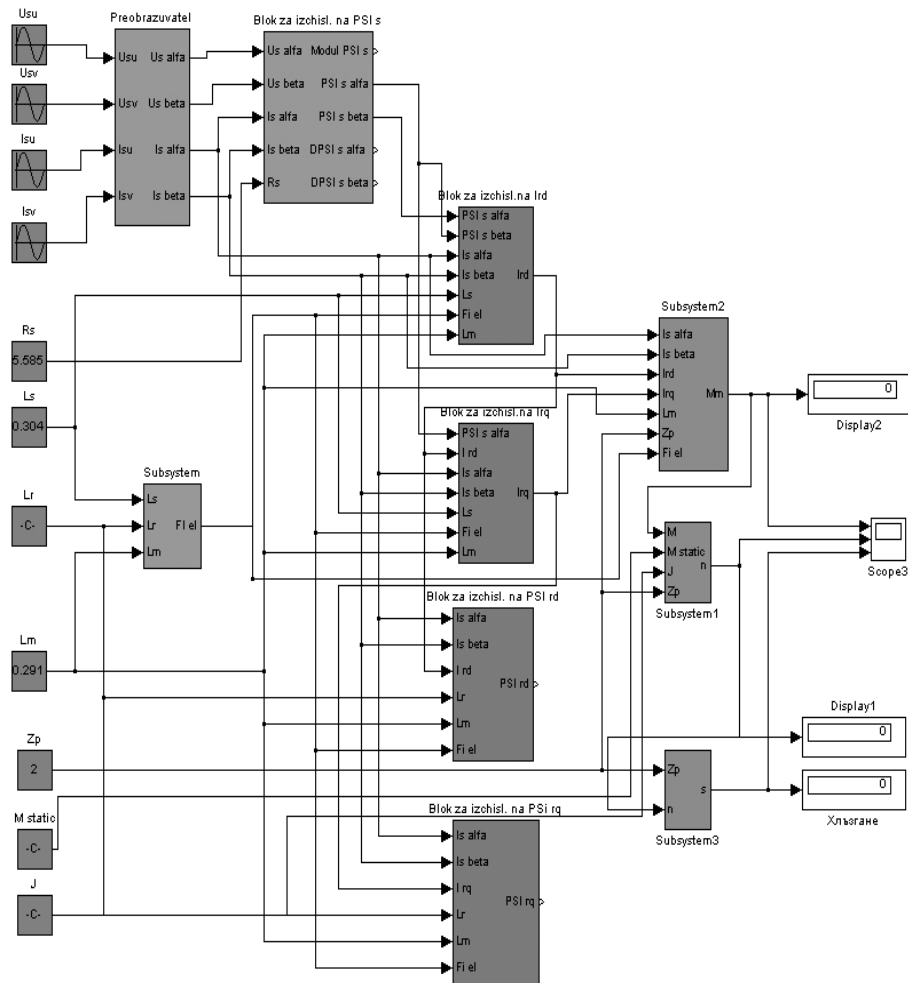 Usu
Usv
Isu
Isv
Preobrazuvatel
Usu
Usv
Isu
Isv
Us alfa
Us beta
Is alfa
Is beta
Blok za izchisl. na PSI s
Us alfa
Us beta
Is alfa
Is beta
Rs
Modul PSI s
PSI s alfa
PSI s beta
DPSI s alfa
DPSI s beta
Blok za izchisl.na Ird
PSI s alfa
PSI s beta
Is alfa
Is beta
Ls
Fi el
Lm
Ird
Rs
5.585
Ls
0.304
Lr
-C-
Lm
0.291
Zp
2
M static
-C-
J
-C-
Subsystem
Ls
Lr
Lm
FI el
Blok za izchisl.na Irq
PSI s alfa
I rd
Is alfa
Is beta
Ls
Fi el
Lm
Irq
Blok za izchisl. na PSI rd
Is alfa
Is beta
I rd
Lr
Lm
Fi el
PSI rd
Blok za izchisl. na PSi rq
Is alfa
Is beta
I rq
Lr
Lm
Fi el
PSI rq
Subsystem2
Is alfa
Is beta
Ird
Irq
Lm
Zp
Fi el
Mm
0
Display2
M
M static
J
Zp
n
Subsystem1
Scope3
Display1
0
Zp
n
s
Subsystem3
0
Хлъзгане